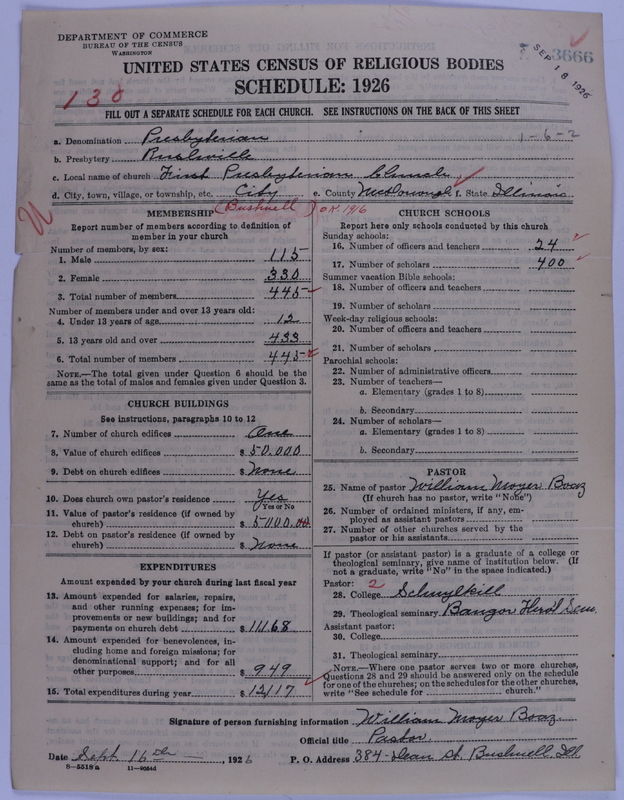 DEPARTMENT OF COMMERCE
BUREAU OF THE CENSUS
WASHINGTON
3666
SEP 18 1926
UNITED STATES CENSUS OF RELIGIOUS BODIES
SCHEDULE: 1926
138
FILL OUT A SEPARATE SCHEDULE FOR EACH CHURCH. SEE INSTRUCTIONS ON THE BACK OF THIS SHEET
a. Denomination Presbyterian 1-6-2
b. Presbytery Rushville
c. Local name of church First Presbyterian Church
d. City, town, village, or township, etc. City e. County McDonough f. State Illinois
(Bushnell) OK 1916
MEMBERSHIP
Report number of members according to definition of
member in your church
Number of members, by sex:
1. Male 115
2. Female 330
3. Total number of members 445
Number of members under and over 13 years old:
4. Under 13 years of age 12
5. 13 years old and over 433
6. Total number of members 445
NOTE.—The total given under Question 6 should be
same as the total of males and females given under Question 3.
CHURCH BUILDINGS
See instructions, paragraphs 10 to 12
7. Number of church edifices One
8. Value of church edifices $ 50.000
9. Debt on church edifices $ None
10. Does church own pastor's residence Yes
(Yes or No)
11. Value of pastor's residence (if owned by
church) $ 5000.00
12. Debt on pastor's residence (if owned by
church) $ None
EXPENDITURES
Amount expended by your church during last fiscal year
13. Amount expended for salaries, repairs,
and other running expenses; for im-
provements or new buildings; and for
payments on church debt $ 11168
14. Amount expended for benevolences, in-
cluding home and foreign missions; for
denominational support; and for all
other purposes $ 949
15. Total expenditures during year $ 12117
CHURCH SCHOOLS
Report here only schools conducted by this church
Sunday schools:
16. Number of officers and teachers 24
17. Number of scholars 400
Summer vacation Bible schools:
18. Number of officers and teachers
19. Number of scholars
Week-day religious schools:
20. Number of officers and teachers
21. Number of scholars
Parochial schools:
22. Number of administrative officers
23. Number of teachers—
a. Elementary (grades 1 to 8)
b. Secondary
24. Number of scholars—
a. Elementary (grades 1 to 8)
b. Secondary
PASTOR
25. Name of pastor William Moyer Boaz
(If church has no pastor, write "None")
26. Number of ordained ministers, if any, em-
ployed as assistant pastors
27. Number of other churches served by the
pastor or his assistants
If pastor (or assistant pastor) is a graduate of a college or
theological seminary, give name of institution below. (If
not a graduate, write "No" in the space indicated.)
Pastor: 2
28. College Schuylkill
29. Theological seminary Bangor Theol Sem.
Assistant pastor:
30. College
31. Theological seminary
NOTE.—Where one pastor serves two or more churches,
Questions 28 and 29 should be answered only on the schedule
for one of the churches; on the schedules for the other churches,
write "See schedule for church."
Signature of person furnishing information William Moyer Boaz
Official title Pastor
Date Sept 16th, 1926 P. O. Address 384 Dean St. Bushnell Ill
8—5518a 11—9054d